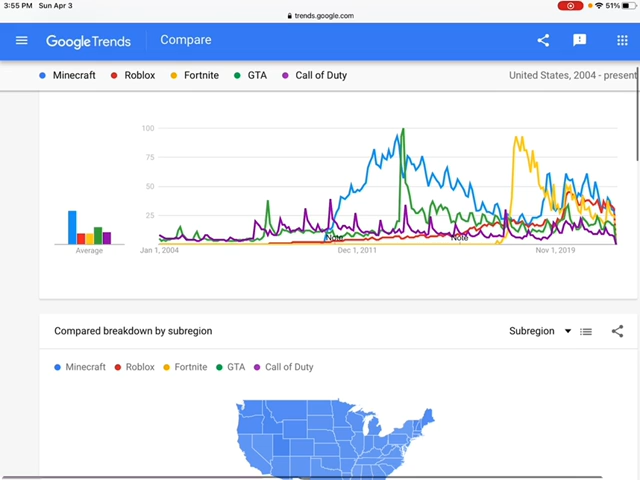 3:55 PM Sun Apr 3
51%
trends.google.com
Google Trends Compare
Minecraft Roblox Fortnite GTA Call of Duty United States, 2004 - present
100
75
50
25
Note Note
Average Jan 1, 2004 Dec 1, 2011 Nov 1, 2019
Compared breakdown by subregion Subregion
Minecraft Roblox Fortnite GTA Call of Duty